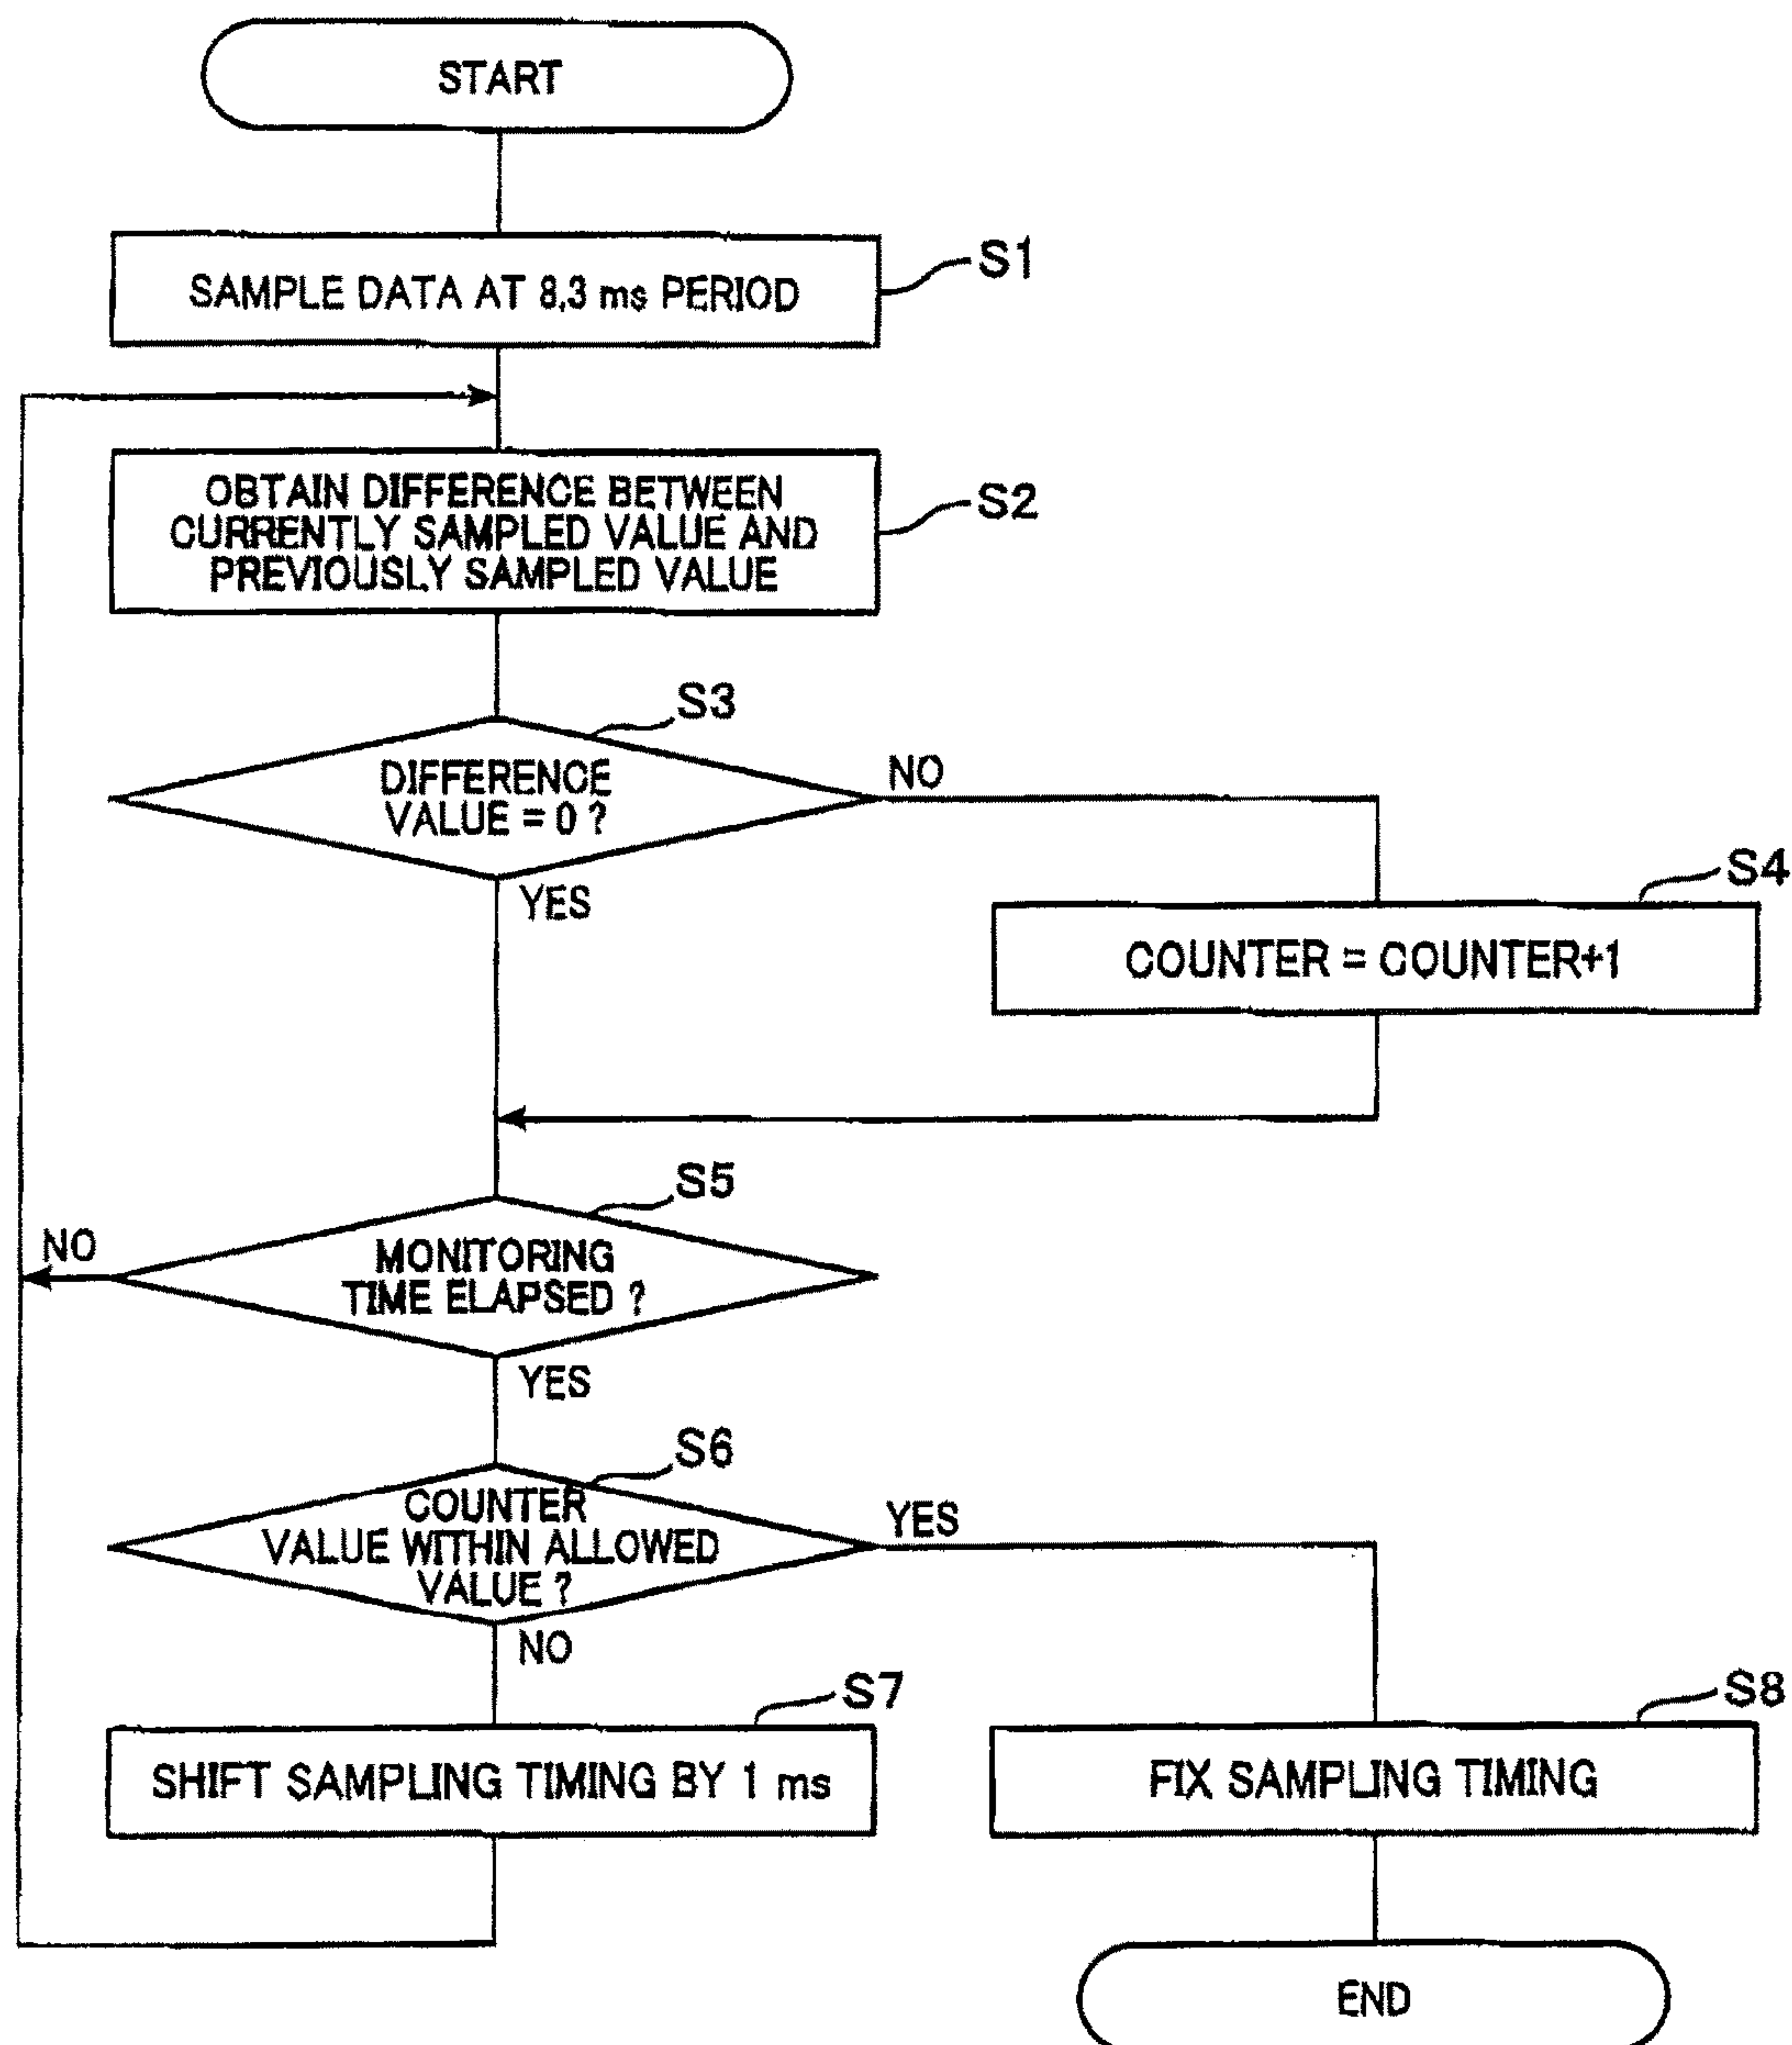 START
SAMPLE DATA AT 8.3 ms PERIOD
S1
OBTAIN DIFFERENCE BETWEEN
CURRENTLY SAMPLED VALUE AND
PREVIOUSLY SAMPLED VALUE
S2
S3
DIFFERENCE
VALUE = 0 ?
NO
YES
S4
COUNTER = COUNTER+1
S5
MONITORING
TIME ELAPSED ?
NO
YES
S6
COUNTER
VALUE WITHIN ALLOWED
VALUE ?
YES
NO
S7
SHIFT SAMPLING TIMING BY 1 ms
S8
FIX SAMPLING TIMING
END